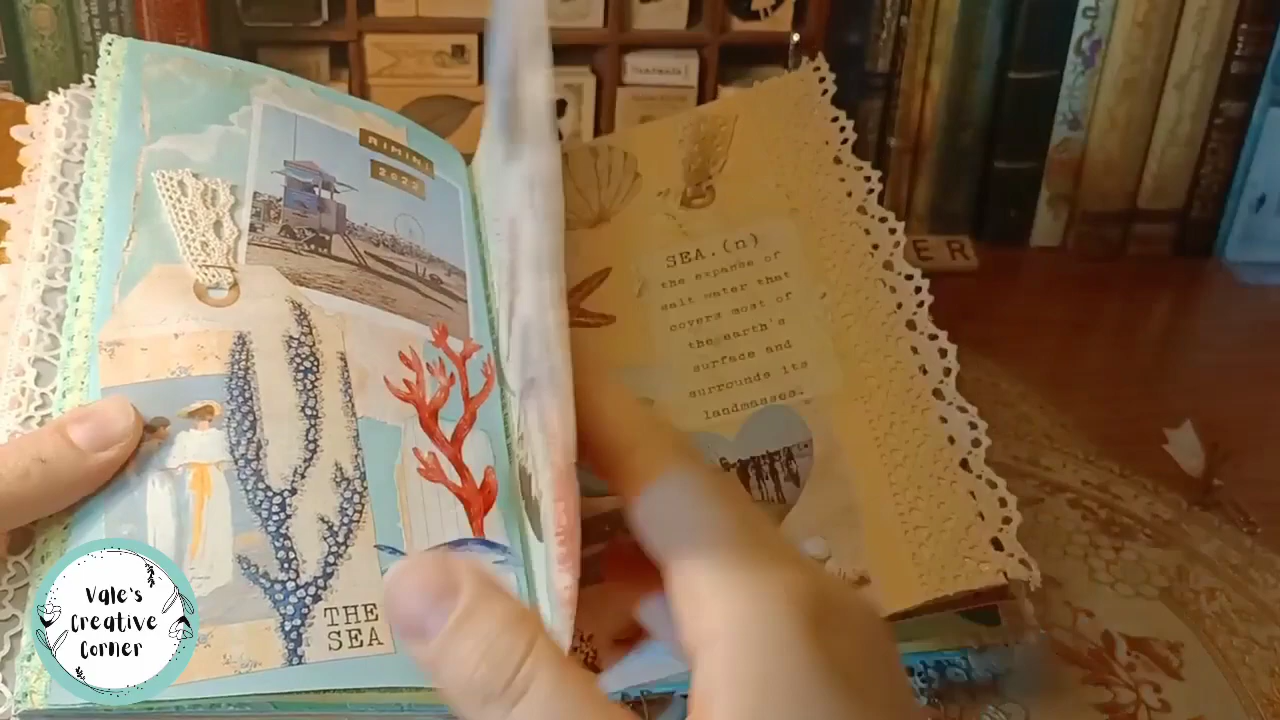 RIMINI
2022
THE
SEA
SEA.(n)
the expanse of
salt water that
covers most of
the earth's
surface and
surrounds its
landmasses.
ER
Vale's
Creative
Corner